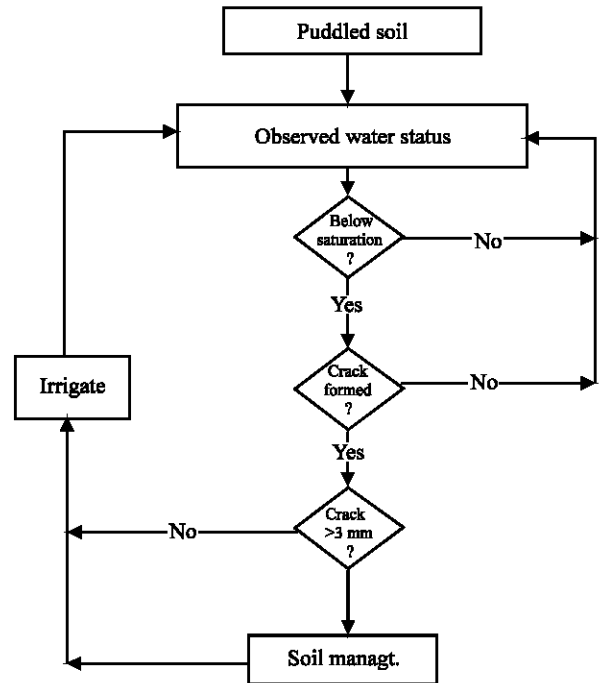 Puddled soil
Observed water status
Below
saturation
?
No
Yes
Irrigate
Crack
formed
?
No
Yes
Crack
>3 mm
?
No
Soil managt.